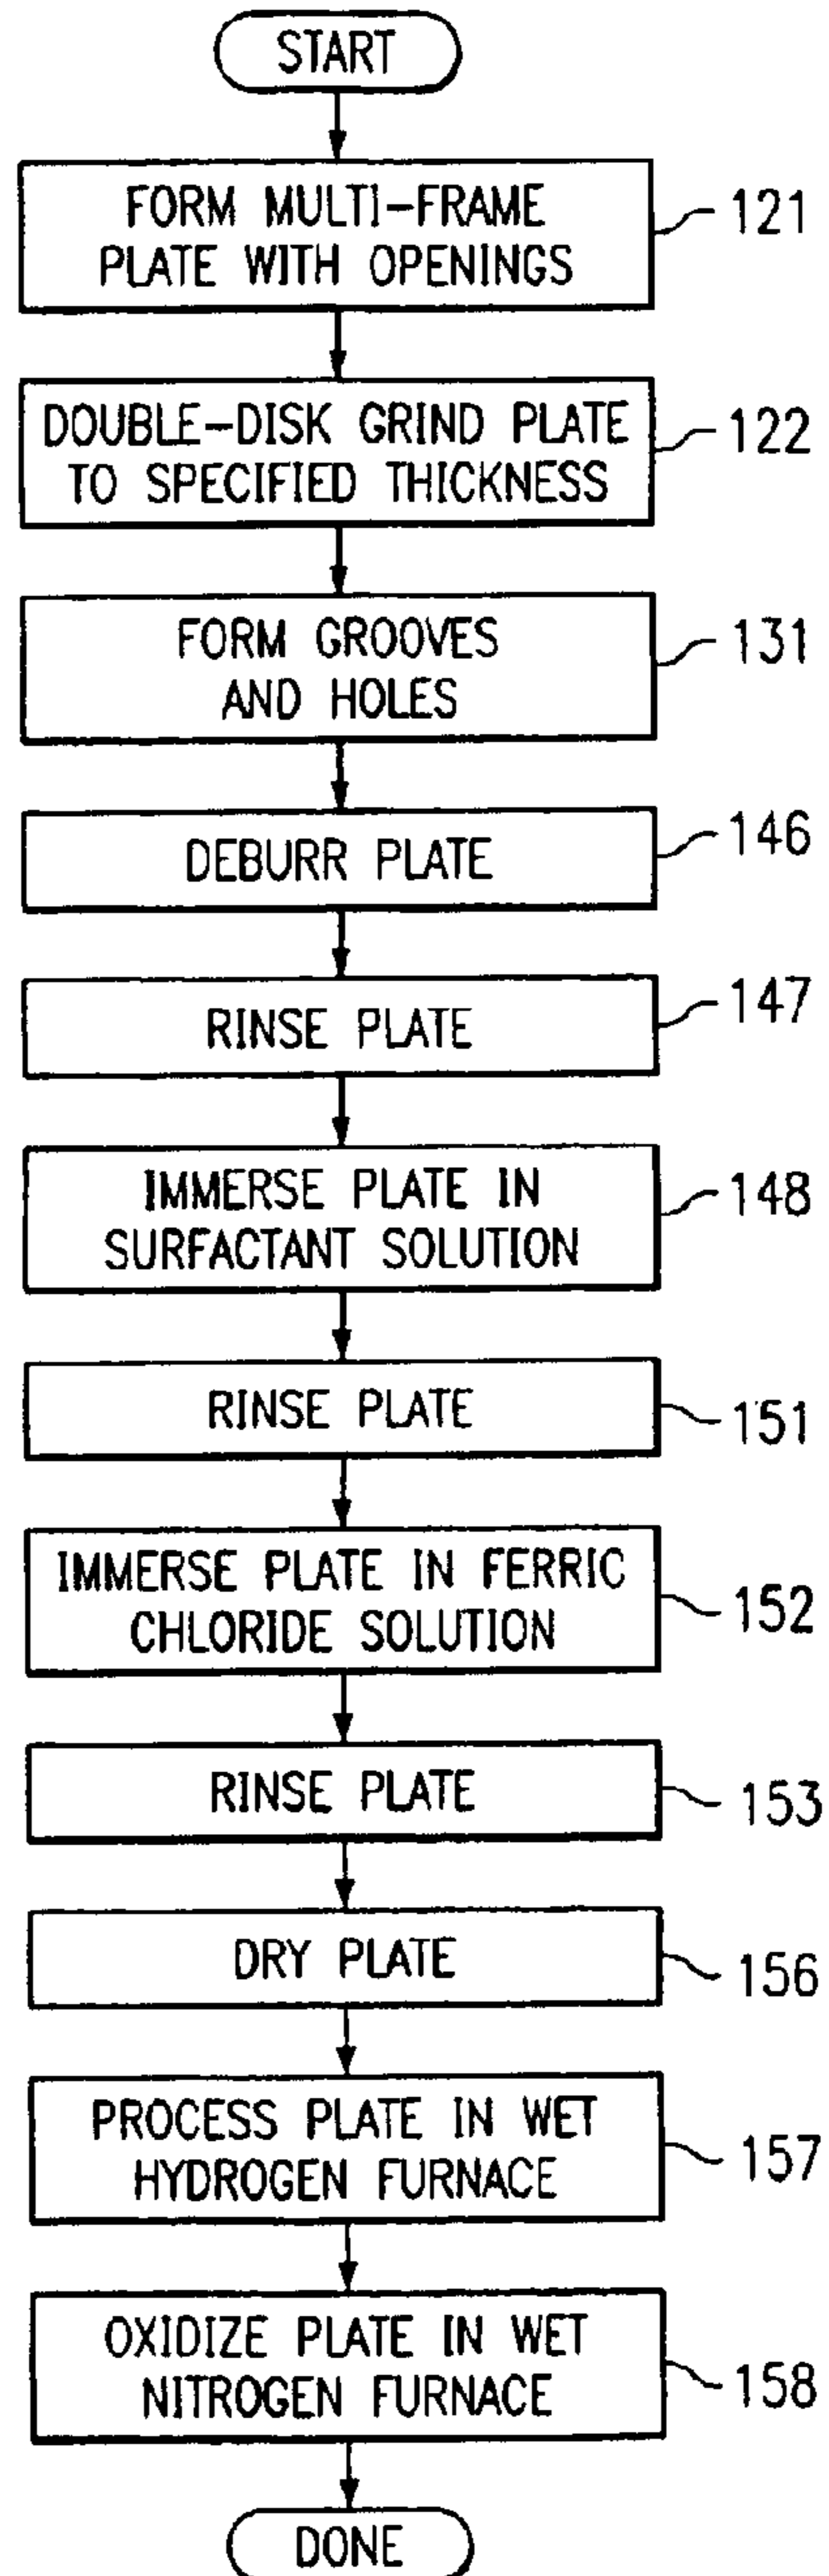 START
FORM MULTI-FRAME
PLATE WITH OPENINGS
121
DOUBLE-DISK GRIND PLATE
TO SPECIFIED THICKNESS
122
FORM GROOVES
AND HOLES
131
DEBURR PLATE
146
RINSE PLATE
147
IMMERSE PLATE IN
SURFACTANT SOLUTION
148
RINSE PLATE
151
IMMERSE PLATE IN FERRIC
CHLORIDE SOLUTION
152
RINSE PLATE
153
DRY PLATE
156
PROCESS PLATE IN WET
HYDROGEN FURNACE
157
OXIDIZE PLATE IN WET
NITROGEN FURNACE
158
DONE